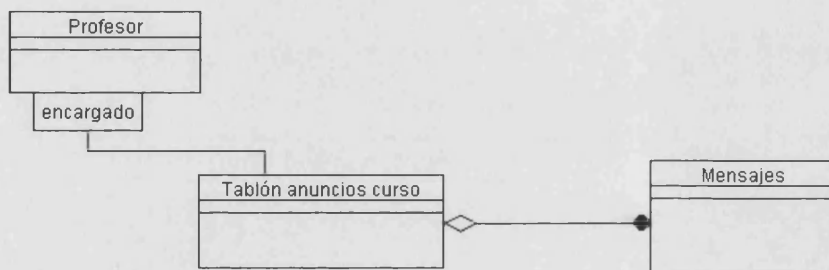 Profesor
encargado
Tablón anuncios curso
Mensajes